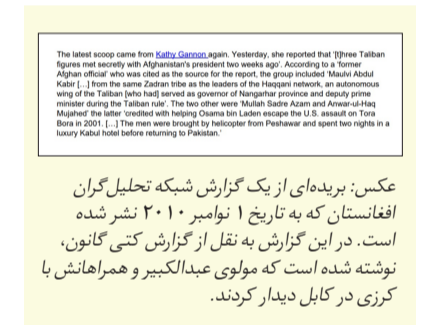 The latest scoop came from Kathy Gannon again. Yesterday, she reported that '[t]hree Taliban
figures met secretly with Afghanistan's president two weeks ago'. According to a 'former
Afghan official' who was cited as the source for the report, the group included 'Maulvi Abdul
Kabir […] from the same Zadran tribe as the leaders of the Haqqani network, an autonomous
wing of the Taliban [who had] served as governor of Nangarhar province and deputy prime
minister during the Taliban rule'. The two other were 'Mullah Sadre Azam and Anwar-ul-Haq
Mujahed' the latter 'credited with helping Osama bin Laden escape the U.S. assault on Tora
Bora in 2001. […] The men were brought by helicopter from Peshawar and spent two nights in a
luxury Kabul hotel before returning to Pakistan.'
عکس: بریده‌ای از یک گزارش شبکه تحلیل‌گران
افغانستان که به تاریخ ۱ نوامبر ۲۰۱۰ نشر شده
است. در این گزارش به نقل از گزارش کتی گانون،
نوشته شده است که مولوی عبدالکبیر و همراهانش با
کرزی در کابل دیدار کردند.